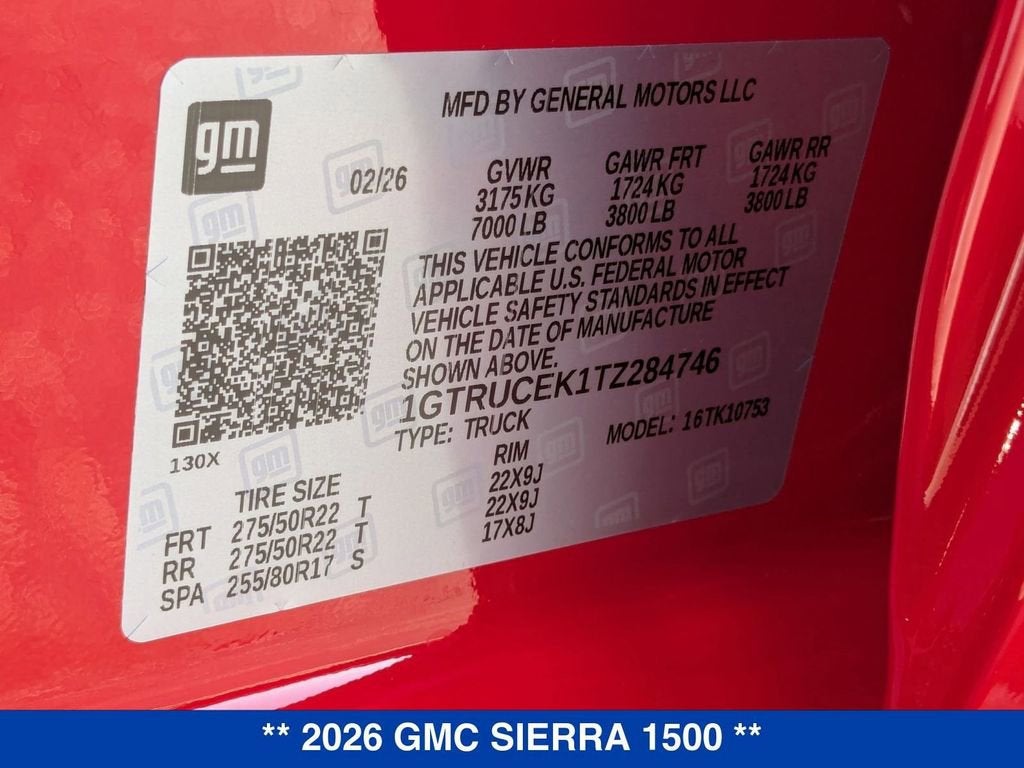 gm
MFD BY GENERAL MOTORS LLC
02/26
GVWR GAWR FRT GAWR RR
3175 KG 1724 KG 1724 KG
7000 LB 3800 LB 3800 LB
THIS VEHICLE CONFORMS TO ALL
APPLICABLE U.S. FEDERAL MOTOR
VEHICLE SAFETY STANDARDS IN EFFECT
ON THE DATE OF MANUFACTURE
SHOWN ABOVE.
1GTRUCEK1TZ284746
TYPE: TRUCK MODEL: 16TK10753
130X
TIRE SIZE RIM
FRT 275/50R22 T 22X9J
RR 275/50R22 T 22X9J
SPA 255/80R17 S 17X8J
** 2026 GMC SIERRA 1500 **